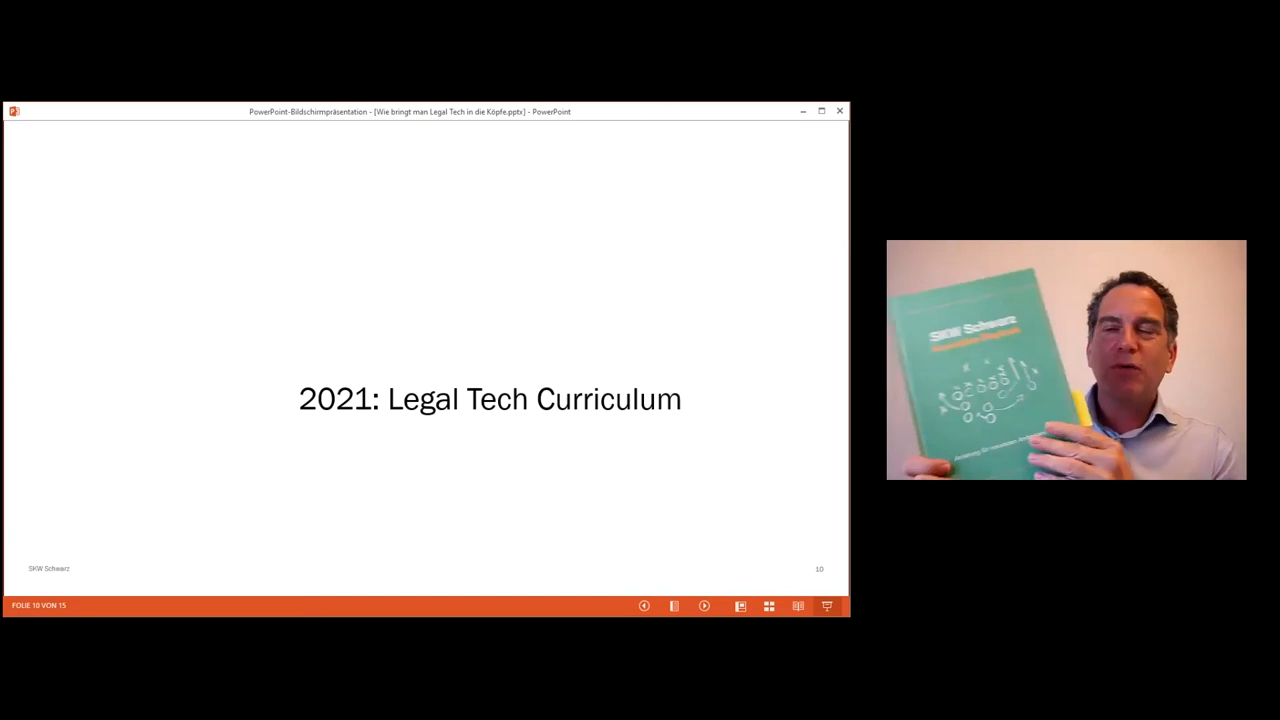 PowerPoint-Bildschirmpräsentation - [Wie bringt man Legal Tech in die Köpfe.pptx] - PowerPoint
2021: Legal Tech Curriculum
SKW Schwarz
10
FOLIE 10 VON 15
SKW Schwarz